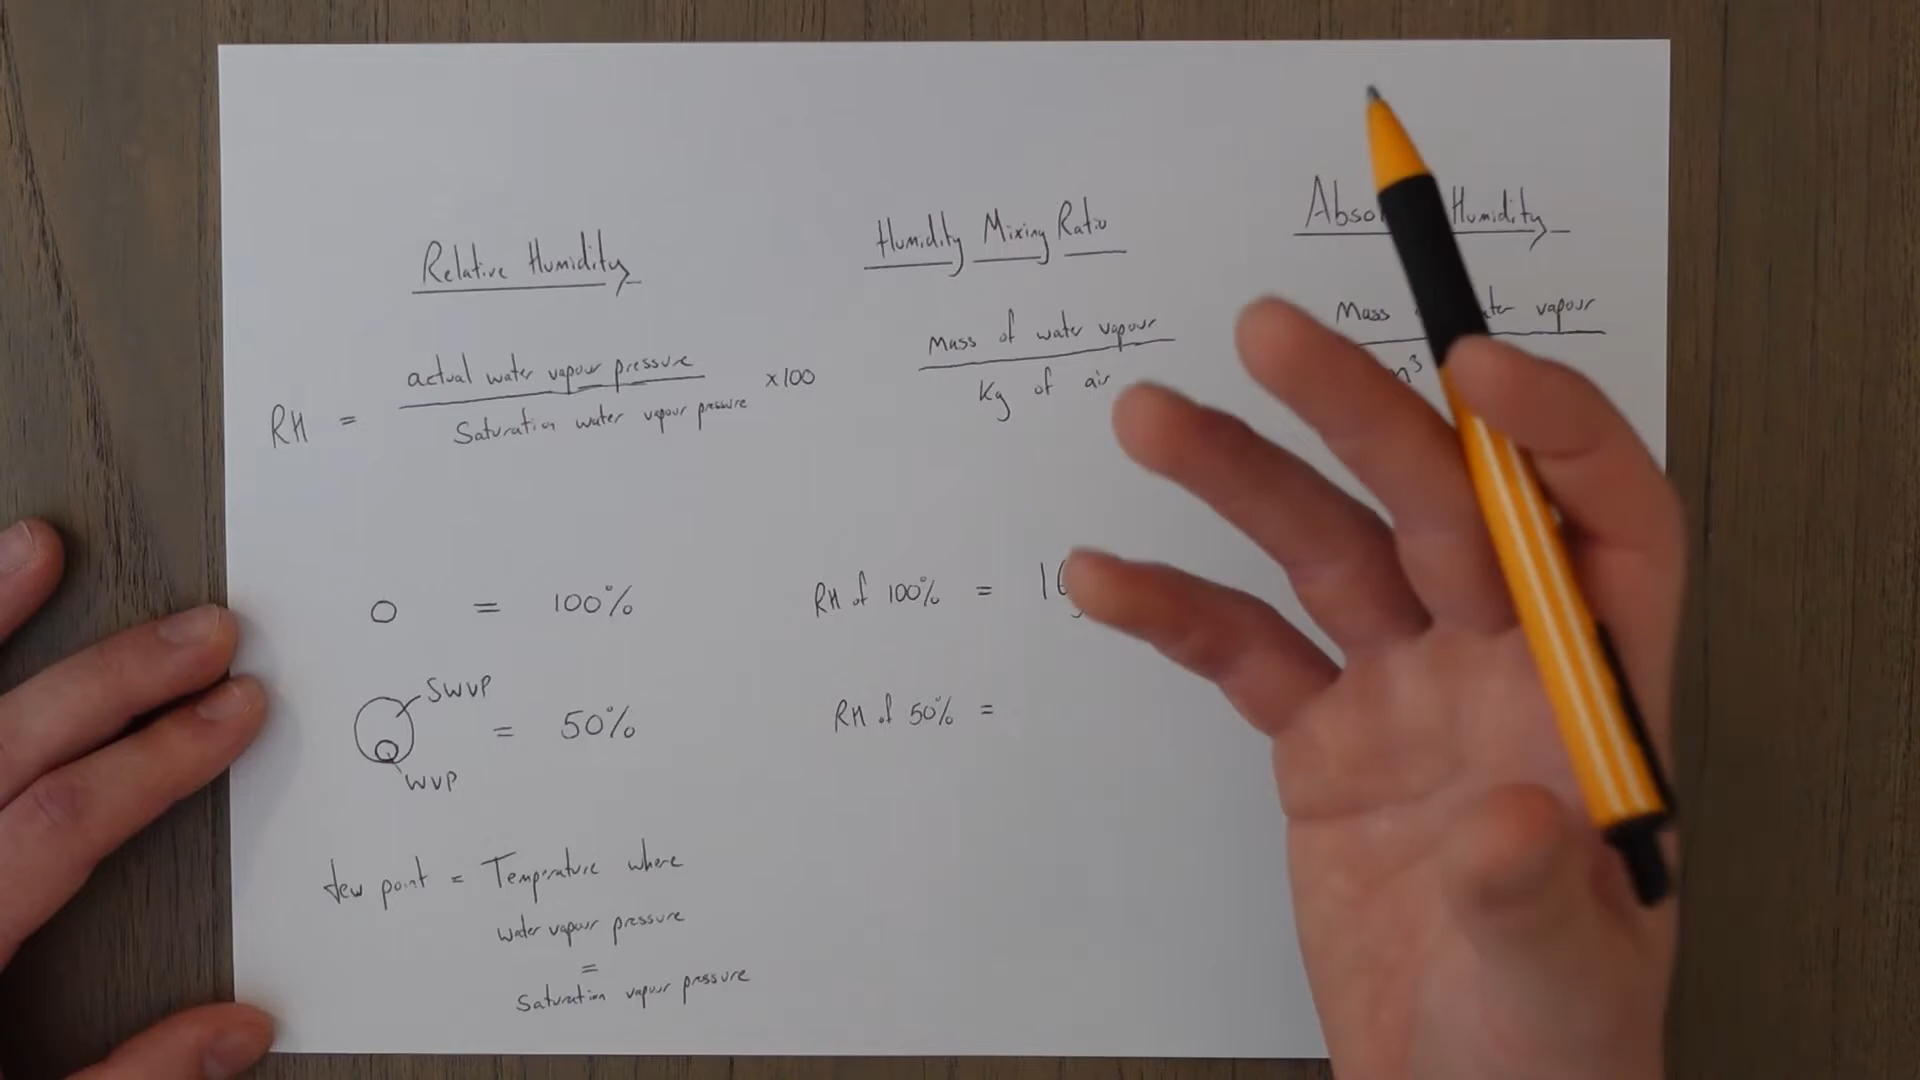 Relative Humidity
RH = actual water vapour pressure
Saturation water vapour pressure
x100
O = 100%
SWVP
= 50%
WVP
dew point = Temperature where
water vapour pressure
=
Saturation vapour pressure
Humidity Mixing Ratio
Mass of water vapour
Kg of air
RH of 100% =
RH of 50% =
Humidity
Mass vapour